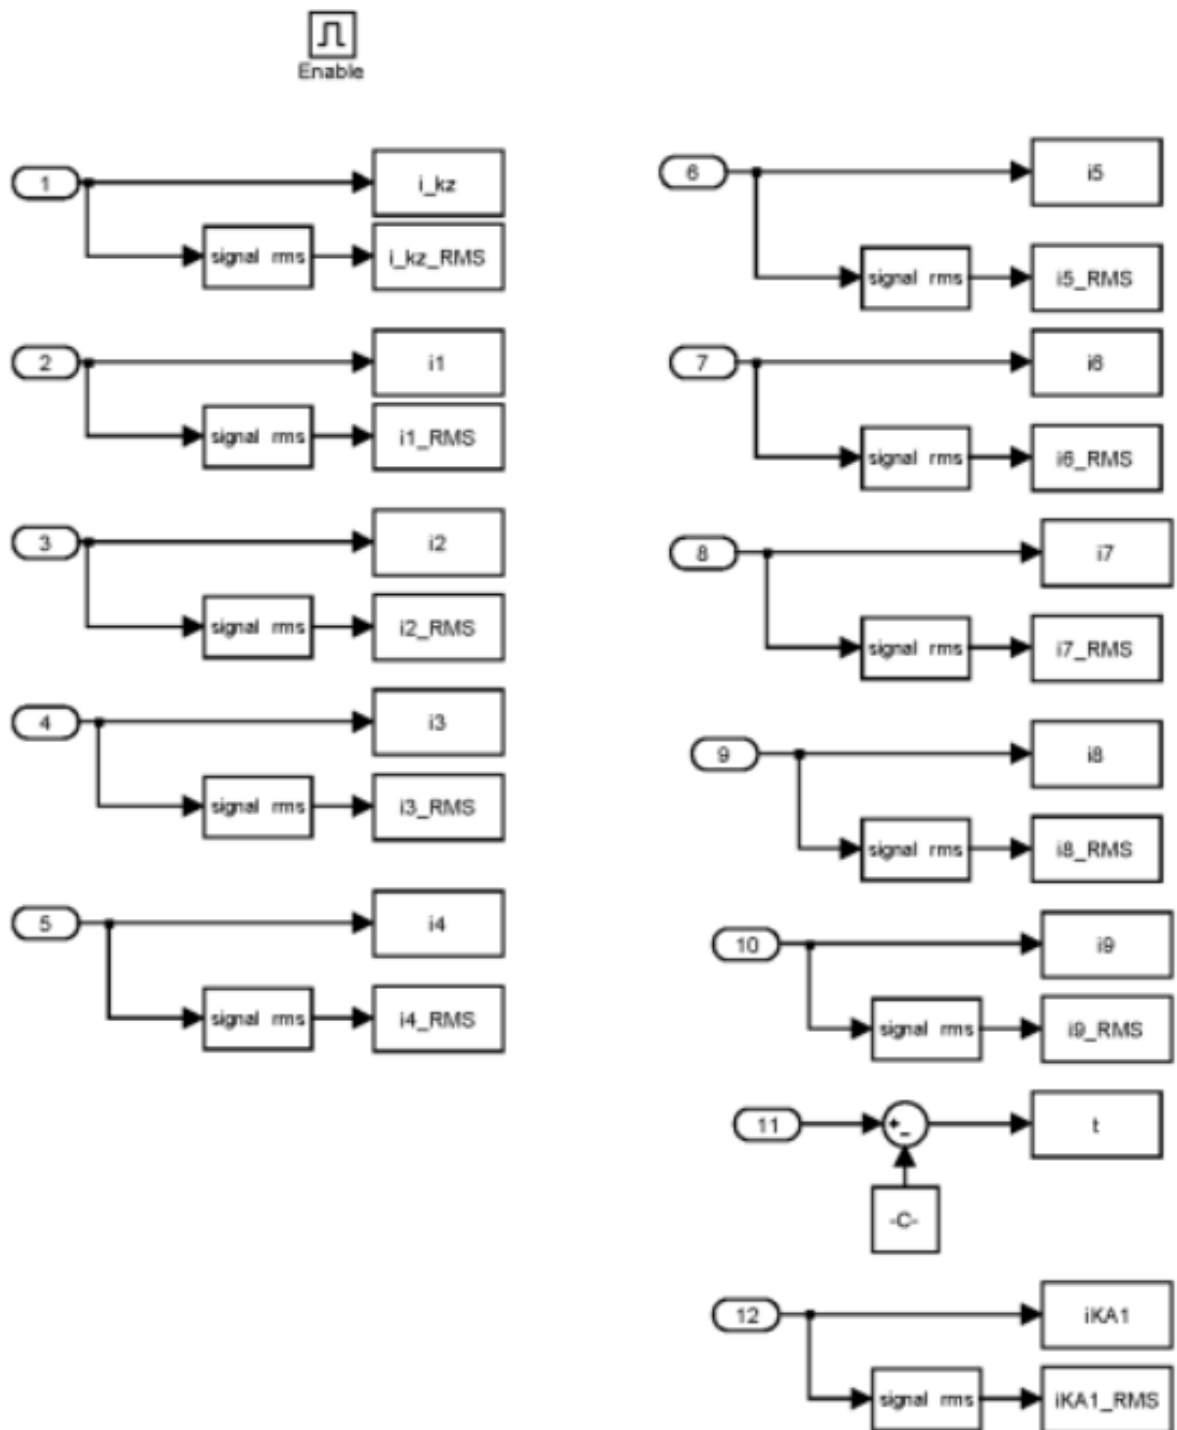 Enable
1
i_kz
signal rms
i_kz_RMS
2
i1
signal rms
i1_RMS
3
i2
signal rms
i2_RMS
4
i3
signal rms
i3_RMS
5
i4
signal rms
i4_RMS
6
i5
signal rms
i5_RMS
7
i6
signal rms
i6_RMS
8
i7
signal rms
i7_RMS
9
i8
signal rms
i8_RMS
10
i9
signal rms
i9_RMS
11
+
-
t
-C-
12
iKA1
signal rms
iKA1_RMS